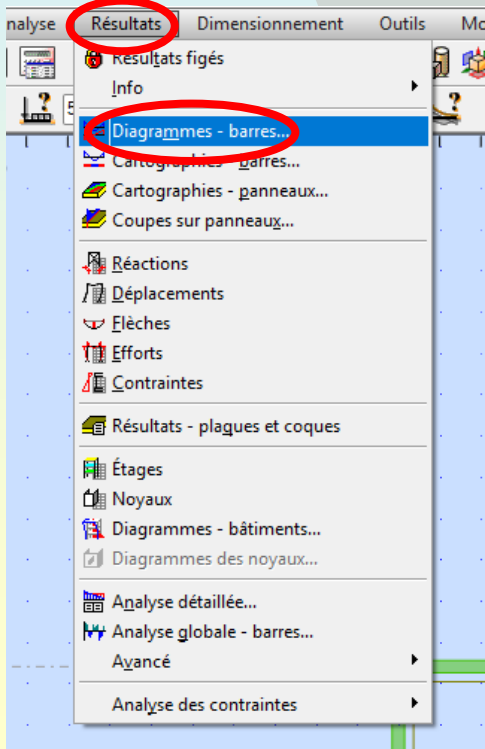 nalyse Résultats Dimensionnement Outils Mo
Résultats figés
Info
Diagrammes - barres...
Cartographies - barres...
Cartographies - panneaux...
Coupes sur panneaux...
Réactions
Déplacements
Flèches
Efforts
Contraintes
Résultats - plaques et coques
Étages
Noyaux
Diagrammes - bâtiments...
Diagrammes des noyaux...
Analyse détaillée...
Analyse globale - barres...
Avancé
Analyse des contraintes